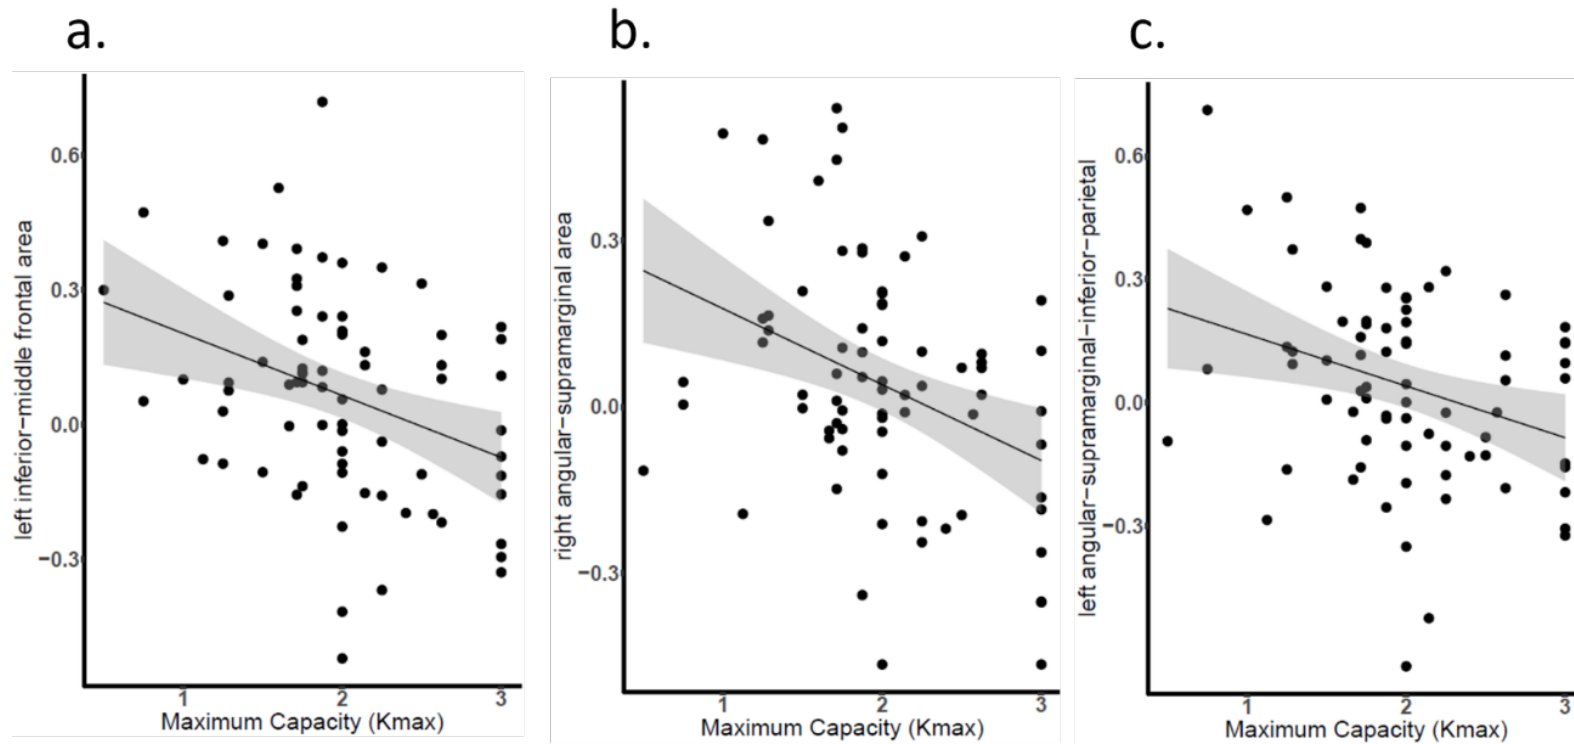 a.
left inferior−middle frontal area
0.6
0.3
0.0
−0.3
1
2
3
Maximum Capacity (Kmax)
b.
right angular−supramarginal area
0.3
0.0
−0.3
1
2
3
Maximum Capacity (Kmax)
c.
left angular−supramarginal−inferior−parietal
0.6
0.3
0.0
−0.3
1
2
3
Maximum Capacity (Kmax)